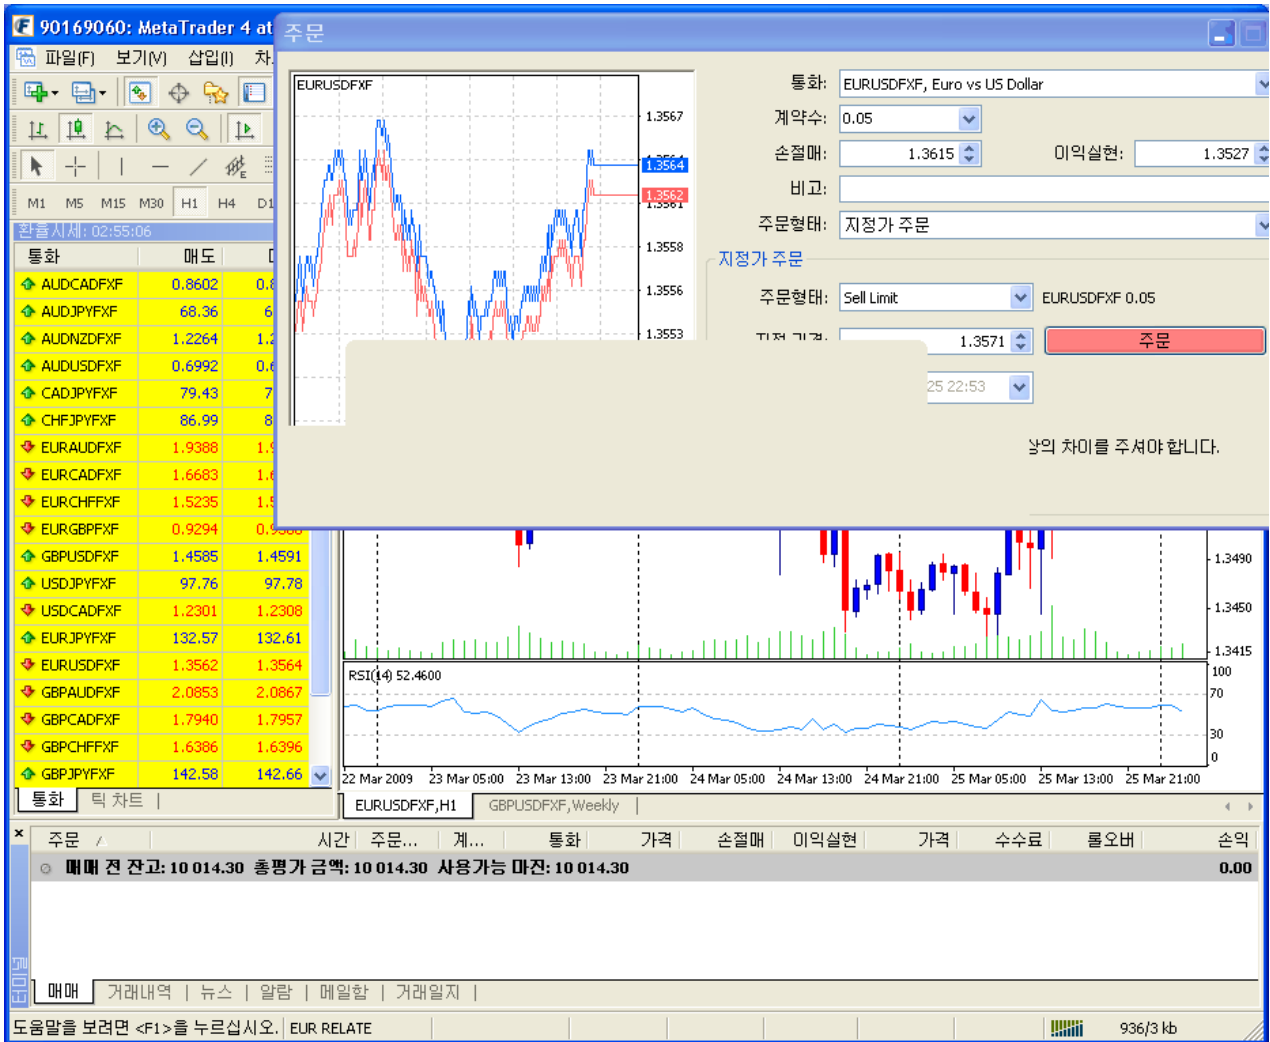 90169060: MetaTrader 4 at
주문
파일(F) 보기(V) 삽입(I) 차
M1 M5 M15 M30 H1 H4 D1
환율시세: 02:55:06
통화 매도
AUDCADFXF 0.8602
AUDJPYFXF 68.36
AUDNZDFXF 1.2264
AUDUSDFXF 0.6992
CADJPYFXF 79.43
CHFJPYFXF 86.99
EURAUDFXF 1.9388
EURCADFXF 1.6683
EURCHFFXF 1.5235
EURGBPFXF 0.9294
GBPUSDFXF 1.4585 1.4591
USDJPYFXF 97.76 97.78
USDCADFXF 1.2301 1.2308
EURJPYFXF 132.57 132.61
EURUSDFXF 1.3562 1.3564
GBPAUDFXF 2.0853 2.0867
GBPCADFXF 1.7940 1.7957
GBPCHFFXF 1.6386 1.6396
GBPJPYFXF 142.58 142.66
통화 틱 차트
EURUSDFXF
1.3567
1.3564
1.3562
1.3561
1.3558
1.3556
1.3553
통화: EURUSDFXF, Euro vs US Dollar
계약수: 0.05
손절매: 1.3615 이익실현: 1.3527
비고:
주문형태: 지정가 주문
지정가 주문
주문형태: Sell Limit EURUSDFXF 0.05
지정 가격: 1.3571 주문
25 22:53
상의 차이를 주셔야 합니다.
1.3490
1.3450
1.3415
RSI(14) 52.4600
100
70
30
0
22 Mar 2009 23 Mar 05:00 23 Mar 13:00 23 Mar 21:00 24 Mar 05:00 24 Mar 13:00 24 Mar 21:00 25 Mar 05:00 25 Mar 13:00 25 Mar 21:00
EURUSDFXF,H1 GBPUSDFXF,Weekly
주문 시간 주문... 계... 통화 가격 손절매 이익실현 가격 수수료 롤오버 손익
매매 전 잔고: 10 014.30 총평가 금액: 10 014.30 사용가능 마진: 10 014.30 0.00
터미널
매매 거래내역 뉴스 알람 메일함 거래일지
도움말을 보려면 <F1>을 누르십시오. EUR RELATE 936/3 kb